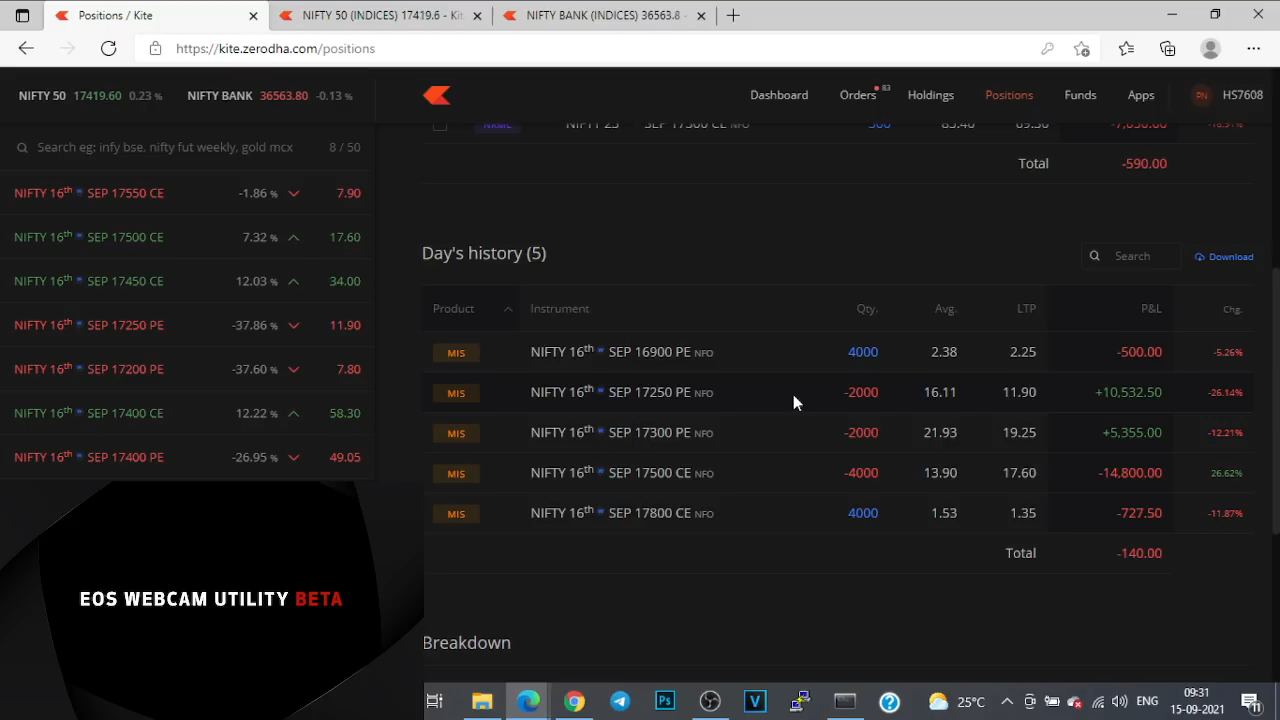 Positions / Kite
NIFTY 50 (INDICES) 17419.6 - Kit
NIFTY BANK (INDICES) 36563.8 -
https://kite.zerodha.com/positions
NIFTY 50 17419.60 0.23 % NIFTY BANK 36563.80 -0.13 %
Dashboard Orders 83 Holdings Positions Funds Apps PN HS7608
Search eg: infy bse, nifty fut weekly, gold mcx 8 / 50
NIFTY 16th SEP 17550 CE -1.86 % 7.90
NIFTY 16th SEP 17500 CE 7.32 % 17.60
NIFTY 16th SEP 17450 CE 12.03 % 34.00
NIFTY 16th SEP 17250 PE -37.86 % 11.90
NIFTY 16th SEP 17200 PE -37.60 % 7.80
NIFTY 16th SEP 17400 CE 12.22 % 58.30
NIFTY 16th SEP 17400 PE -26.95 % 49.05
Total -590.00
Day's history (5) Search Download
Product Instrument Qty. Avg. LTP P&L Chg.
MIS NIFTY 16th SEP 16900 PE NFO 4000 2.38 2.25 -500.00 -5.26%
MIS NIFTY 16th SEP 17250 PE NFO -2000 16.11 11.90 +10,532.50 -26.14%
MIS NIFTY 16th SEP 17300 PE NFO -2000 21.93 19.25 +5,355.00 -12.21%
MIS NIFTY 16th SEP 17500 CE NFO -4000 13.90 17.60 -14,800.00 26.62%
MIS NIFTY 16th SEP 17800 CE NFO 4000 1.53 1.35 -727.50 -11.87%
Total -140.00
Breakdown
EOS WEBCAM UTILITY BETA
Ps V 25°C ENG 09:31
15-09-2021 11